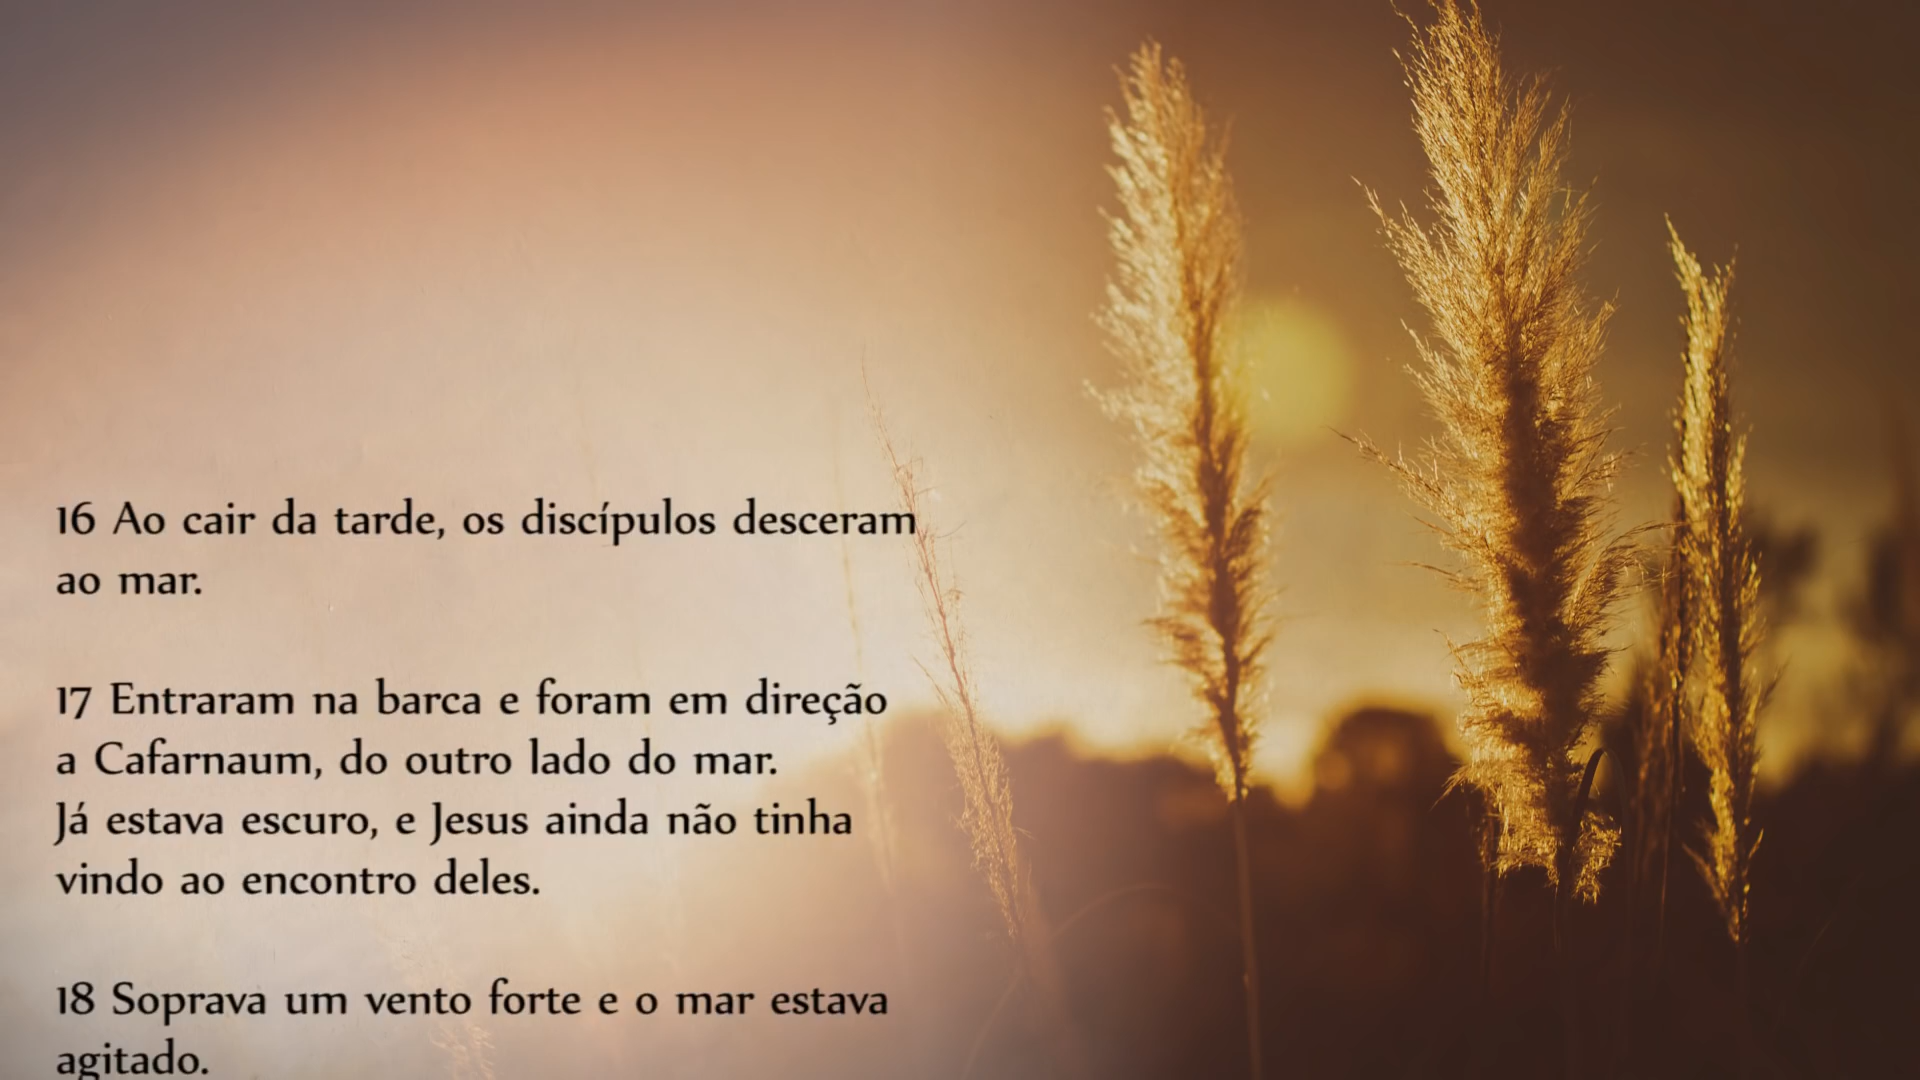 16 Ao cair da tarde, os discípulos desceram
ao mar.
17 Entraram na barca e foram em direção
a Cafarnaum, do outro lado do mar.
Já estava escuro, e Jesus ainda não tinha
vindo ao encontro deles.
18 Soprava um vento forte e o mar estava
agitado.